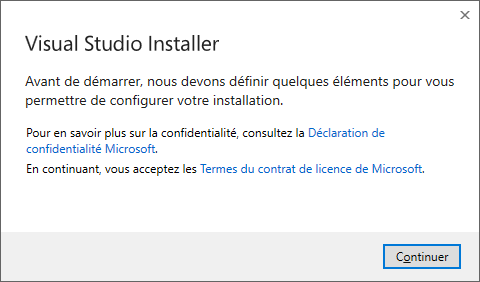 Visual Studio Installer
Avant de démarrer, nous devons définir quelques éléments pour vous
permettre de configurer votre installation.
Pour en savoir plus sur la confidentialité, consultez la Déclaration de
confidentialité Microsoft.
En continuant, vous acceptez les Termes du contrat de licence de Microsoft.
Continuer